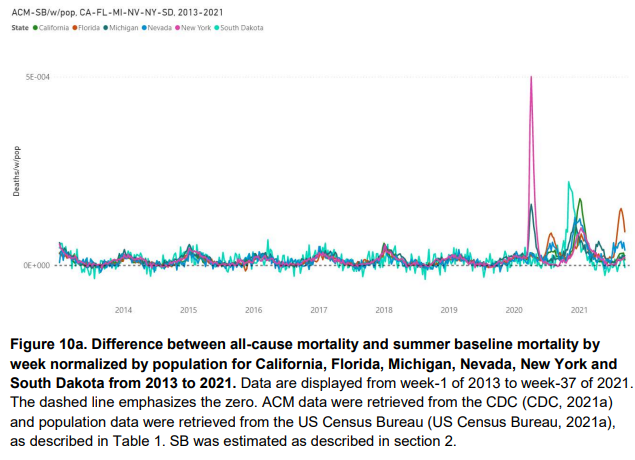 ACM-SB/w/pop, CA-FL-MI-NV-NY-SD, 2013-2021
State California Florida Michigan Nevada New York South Dakota
5E-004
Deaths/w/pop
0E+000
2014 2015 2016 2017 2018 2019 2020 2021
Figure 10a. Difference between all-cause mortality and summer baseline mortality by
week normalized by population for California, Florida, Michigan, Nevada, New York and
South Dakota from 2013 to 2021. Data are displayed from week-1 of 2013 to week-37 of 2021.
The dashed line emphasizes the zero. ACM data were retrieved from the CDC (CDC, 2021a)
and population data were retrieved from the US Census Bureau (US Census Bureau, 2021a),
as described in Table 1. SB was estimated as described in section 2.